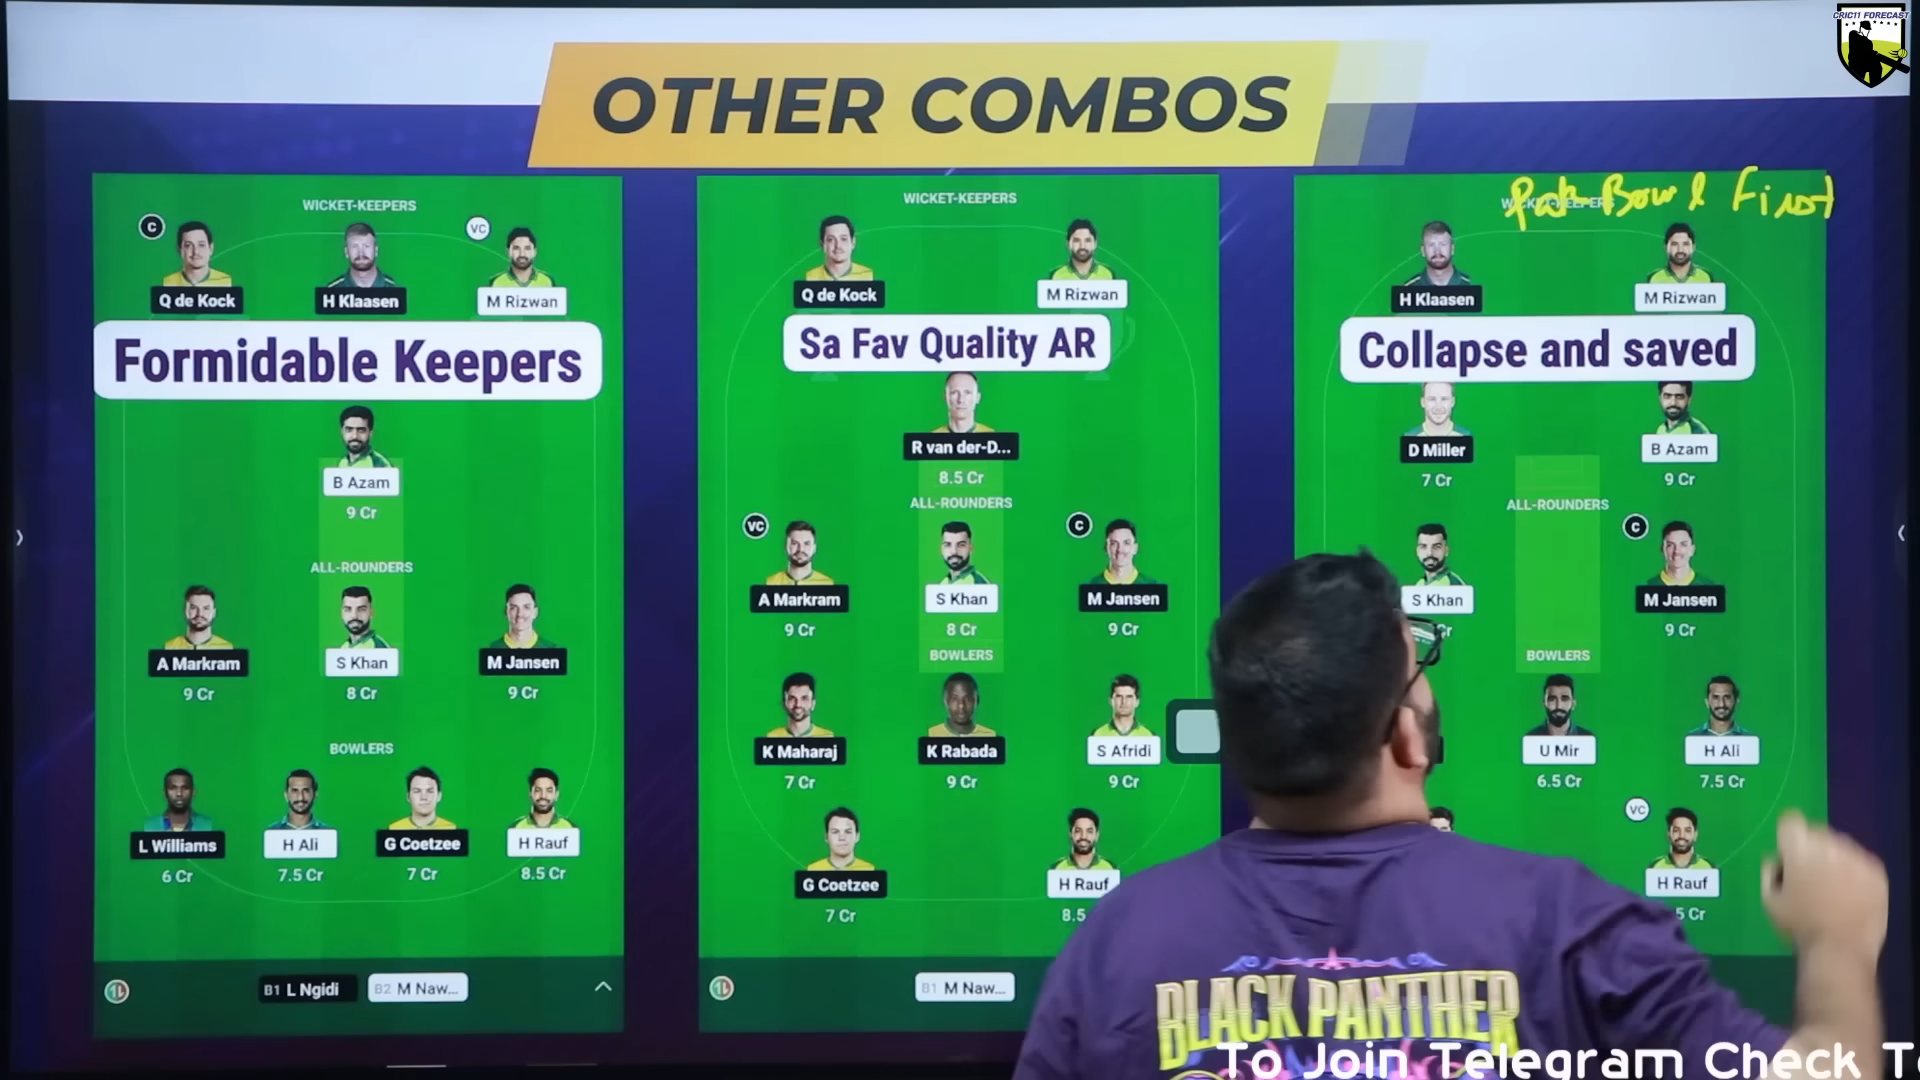 CRIC11 FORECAST
OTHER COMBOS
WICKET-KEEPERS
C
VC
Q de Kock
H Klaasen
M Rizwan
Formidable Keepers
B Azam
9 Cr
ALL-ROUNDERS
A Markram
S Khan
M Jansen
9 Cr
8 Cr
9 Cr
BOWLERS
L Williams
H Ali
G Coetzee
H Rauf
6 Cr
7.5 Cr
7 Cr
8.5 Cr
B1 L Ngidi
B2 M Naw...
WICKET-KEEPERS
Q de Kock
M Rizwan
Sa Fav Quality AR
R van der-D...
8.5 Cr
ALL-ROUNDERS
VC
C
A Markram
S Khan
M Jansen
9 Cr
8 Cr
9 Cr
BOWLERS
K Maharaj
K Rabada
S Afridi
7 Cr
9 Cr
9 Cr
G Coetzee
H Rauf
7 Cr
8.5
B1 M Naw...
Pak Bowl First
WICKET-KEEPERS
H Klaasen
M Rizwan
Collapse and saved
D Miller
B Azam
7 Cr
9 Cr
ALL-ROUNDERS
C
S Khan
M Jansen
Cr
9 Cr
BOWLERS
U Mir
H Ali
6.5 Cr
7.5 Cr
VC
H Rauf
5 Cr
BLACK PANTHER
To Join Telegram Check T